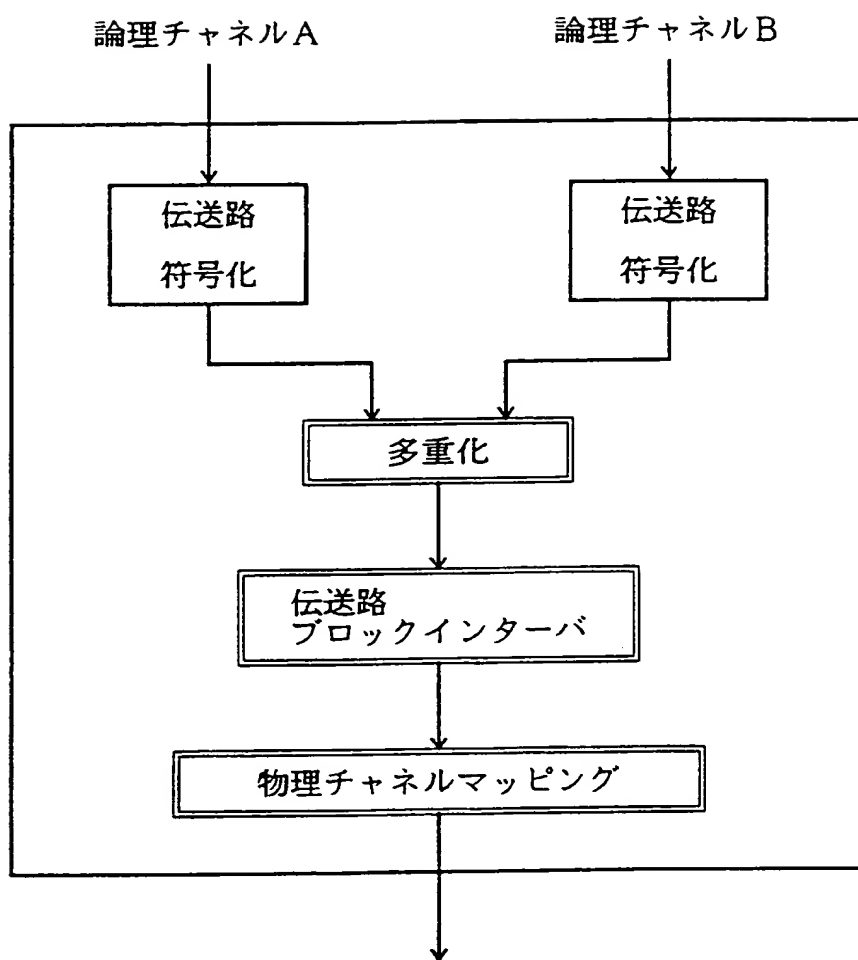 論理チャネルA
論理チャネルB
伝送路
符号化
伝送路
符号化
多重化
伝送路
ブロックインターバ
物理チャネルマッピング